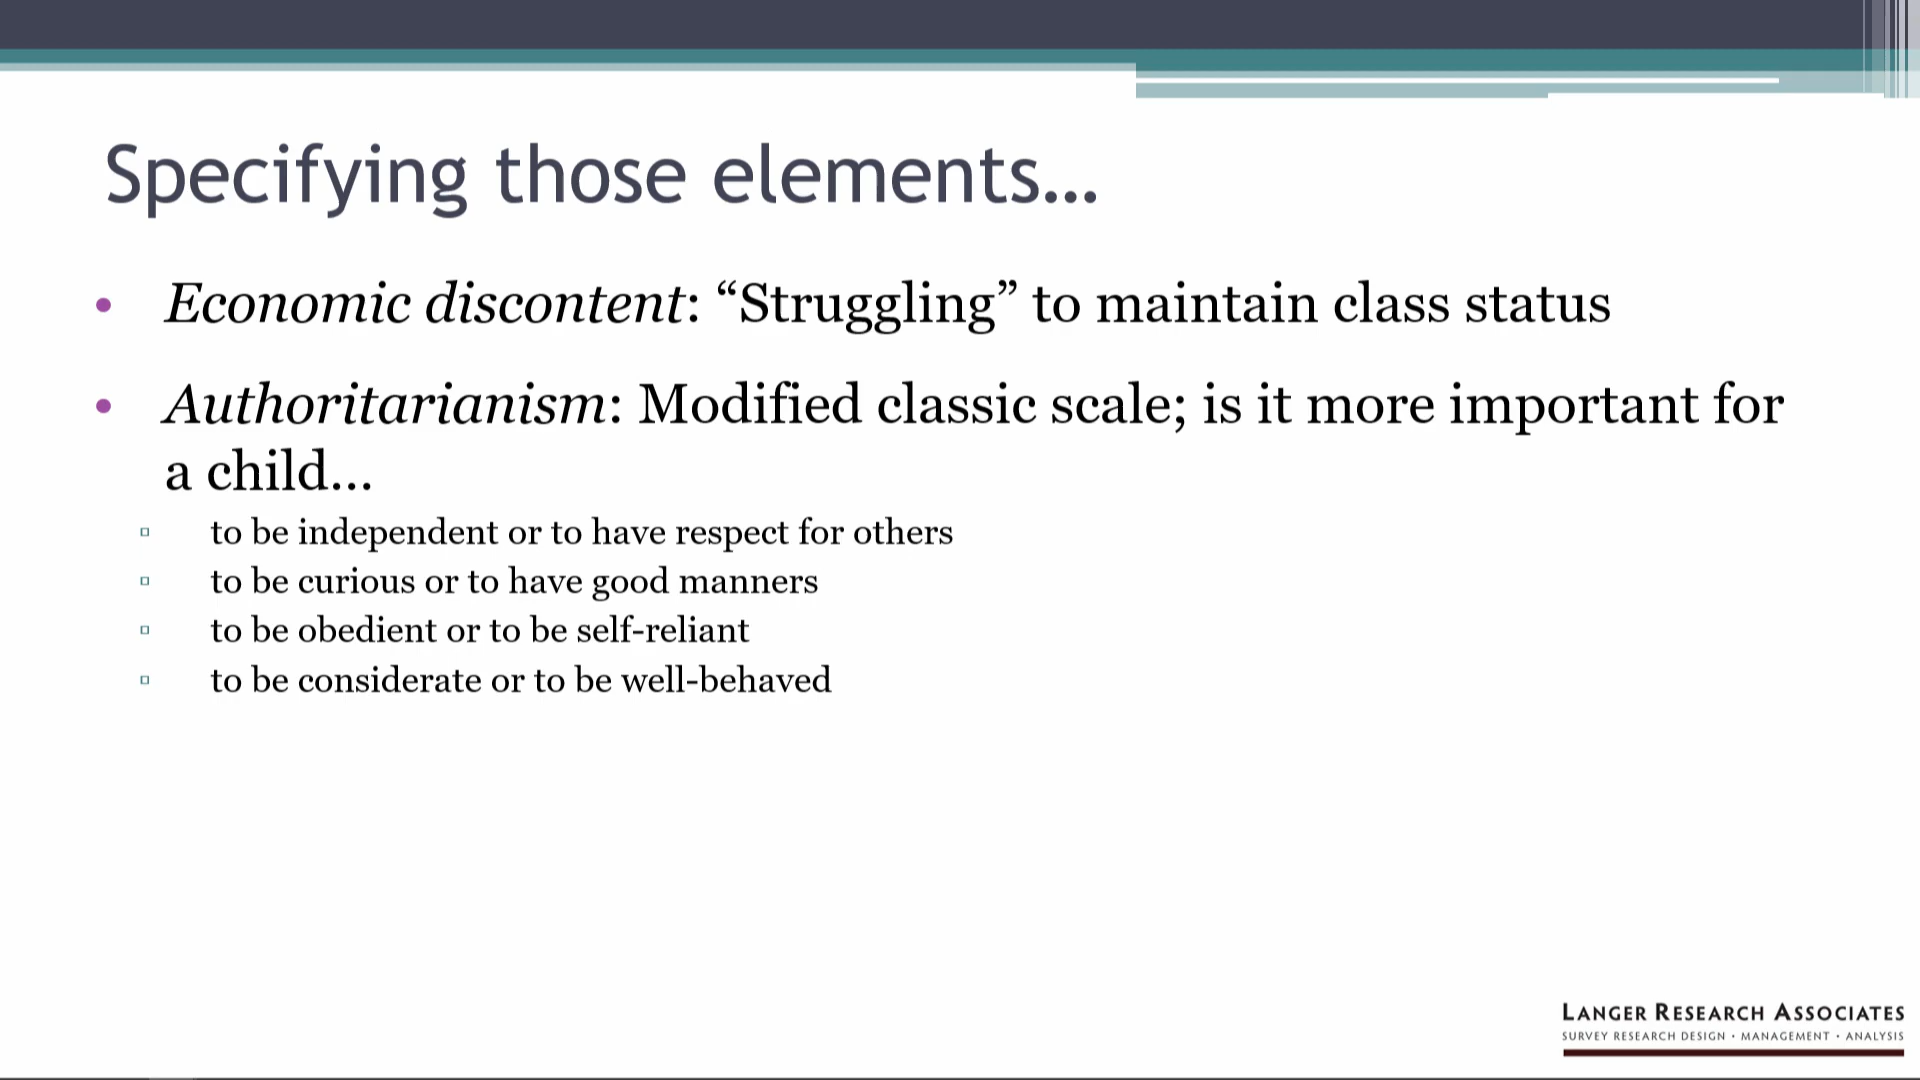 Specifying those elements…
• Economic discontent: “Struggling” to maintain class status
• Authoritarianism: Modified classic scale; is it more important for
a child…
▫ to be independent or to have respect for others
▫ to be curious or to have good manners
▫ to be obedient or to be self-reliant
▫ to be considerate or to be well-behaved
LANGER RESEARCH ASSOCIATES
SURVEY RESEARCH DESIGN · MANAGEMENT · ANALYSIS